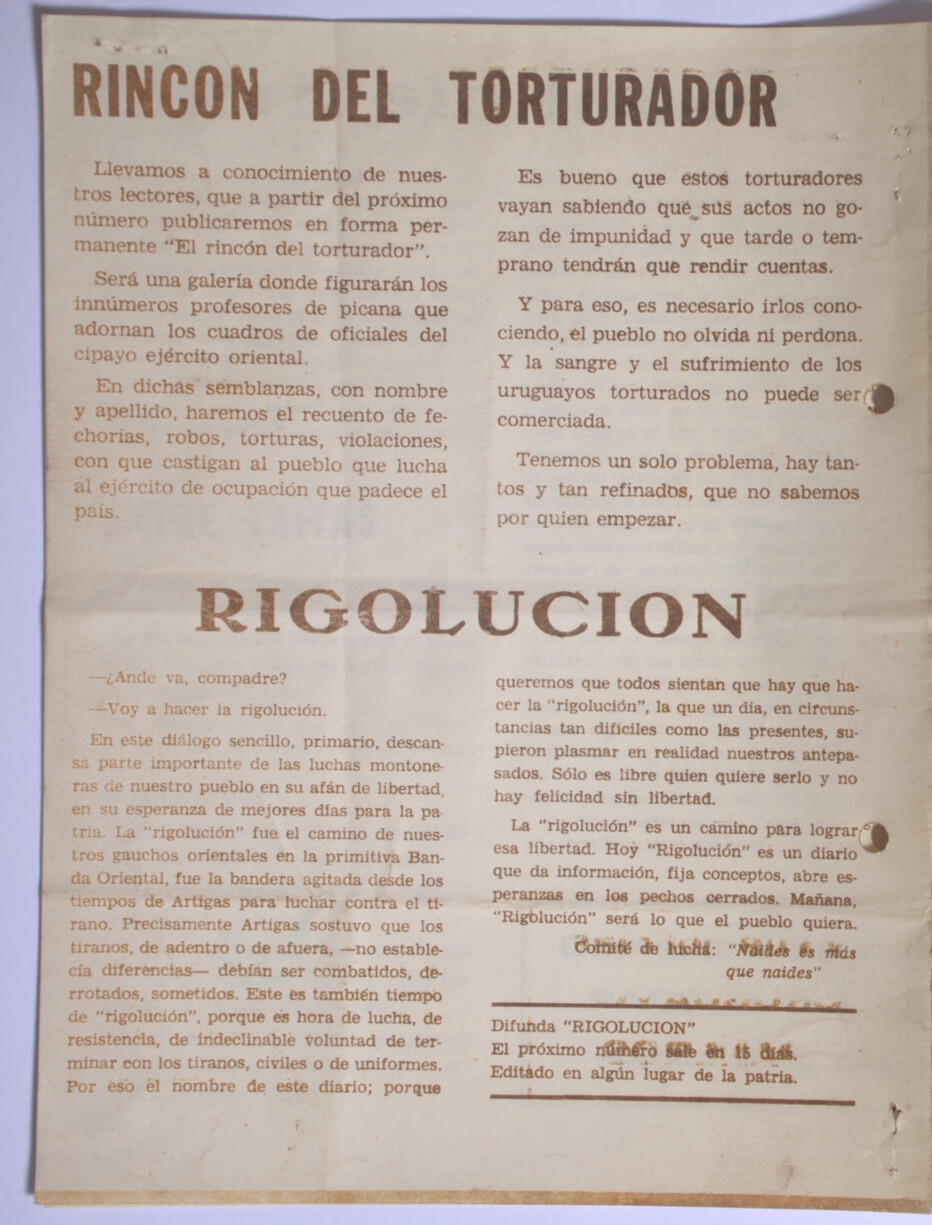 RINCON DEL TORTURADOR
Llevamos a conocimiento de nues-
tros lectores, que a partir del próximo
número publicaremos en forma per-
manente "El rincón del torturador".
Será una galería donde figurarán los
innúmeros profesores de picana que
adornan los cuadros de oficiales del
cipayo ejército oriental.
En dichas semblanzas, con nombre
y apellido, haremos el recuento de fe-
chorías, robos, torturas, violaciones,
con que castigan al pueblo que lucha
al ejército de ocupación que padece el
país.
Es bueno que estos torturadores
vayan sabiendo que sus actos no go-
zan de impunidad y que tarde o tem-
prano tendrán que rendir cuentas.
Y para eso, es necesario irlos cono-
ciendo, el pueblo no olvida ni perdona.
Y la sangre y el sufrimiento de los
uruguayos torturados no puede ser
comerciada.
Tenemos un solo problema, hay tan-
tos y tan refinados, que no sabemos
por quien empezar.
RIGOLUCION
—¿Ande va, compadre?
—Voy a hacer la rigolución.
En este diálogo sencillo, primario, descan-
sa parte importante de las luchas montone-
ras de nuestro pueblo en su afán de libertad,
en su esperanza de mejores días para la pa-
tria. La "rigolución" fue el camino de nues-
tros gauchos orientales en la primitiva Ban-
da Oriental, fue la bandera agitada desde los
tiempos de Artigas para luchar contra el ti-
rano. Precisamente Artigas sostuvo que los
tiranos, de adentro o de afuera, —no estable-
cía diferencias— debían ser combatidos, de-
rrotados, sometidos. Este es también tiempo
de "rigolución", porque es hora de lucha, de
resistencia, de indeclinable voluntad de ter-
minar con los tiranos, civiles o de uniformes.
Por eso el nombre de este diario; porque
queremos que todos sientan que hay que ha-
cer la "rigolución", la que un día, en circuns-
tancias tan difíciles como las presentes, su-
pieron plasmar en realidad nuestros antepa-
sados. Sólo es libre quien quiere serlo y no
hay felicidad sin libertad.
La "rigolución" es un camino para lograr
esa libertad. Hoy "Rigolución" es un diario
que da información, fija conceptos, abre es-
peranzas en los pechos cerrados. Mañana,
"Rigolución" será lo que el pueblo quiera.
Comité de lucha: "Naides es más
que naides"
Difunda "RIGOLUCION"
El próximo número sale en 15 días.
Editado en algún lugar de la patria.